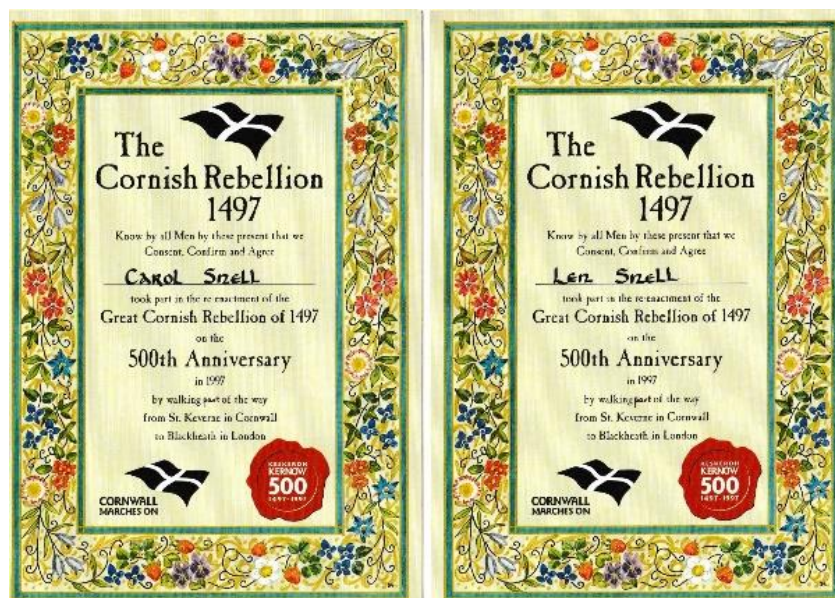 The
Cornish Rebellion
1497
Know by all Men by these present that we
Consent, Confirm and Agree
Carol Snell
took part in the re-enactment of the
Great Cornish Rebellion of 1497
on the
500th Anniversary
in 1997
by walking part of the way
from St. Keverne in Cornwall
to Blackheath in London
CORNWALL
MARCHES ON
KESKERDH
KERNOW
500
1497-1997
The
Cornish Rebellion
1497
Know by all Men by these present that we
Consent, Confirm and Agree
Len Snell
took part in the re-enactment of the
Great Cornish Rebellion of 1497
on the
500th Anniversary
in 1997
by walking part of the way
from St. Keverne in Cornwall
to Blackheath in London
CORNWALL
MARCHES ON
KESKERDH
KERNOW
500
1497-1997